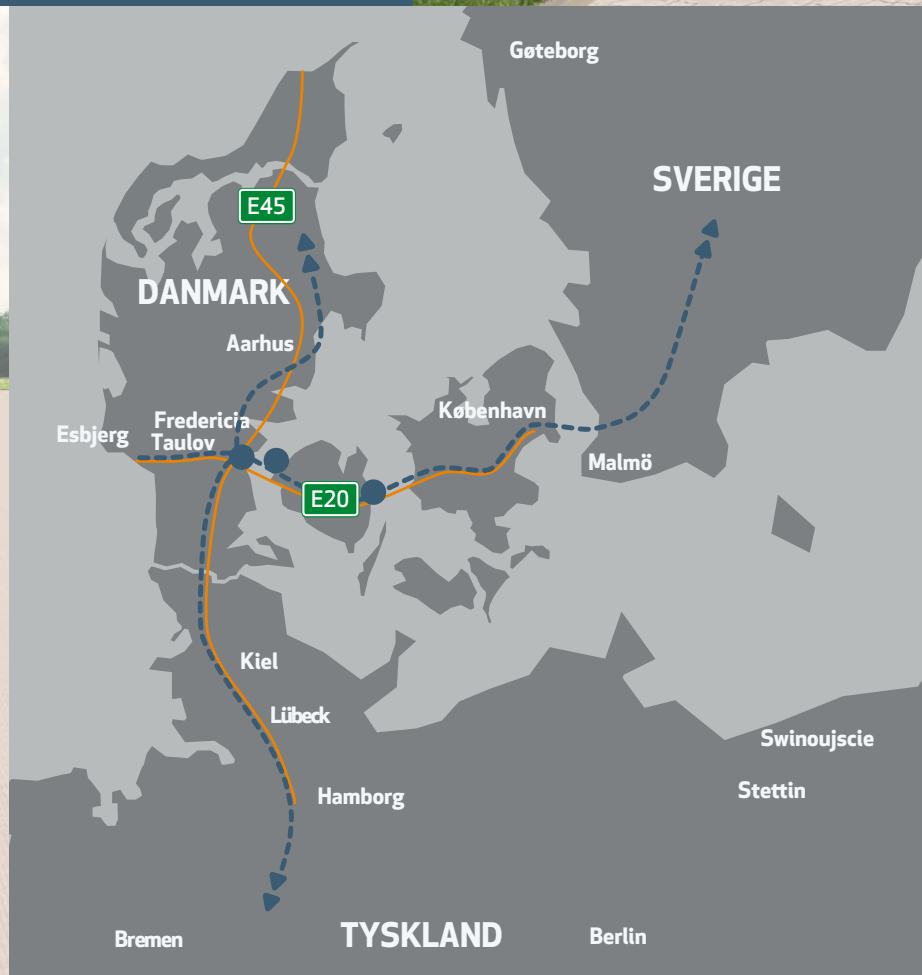 Gøteborg
SVERIGE
E45
DANMARK
Aarhus
København
Fredericia
Esbjerg
Taulov
Malmö
E20
Kiel
Lübeck
Swinoujscie
Stettin
Hamborg
TYSKLAND
Berlin
Bremen